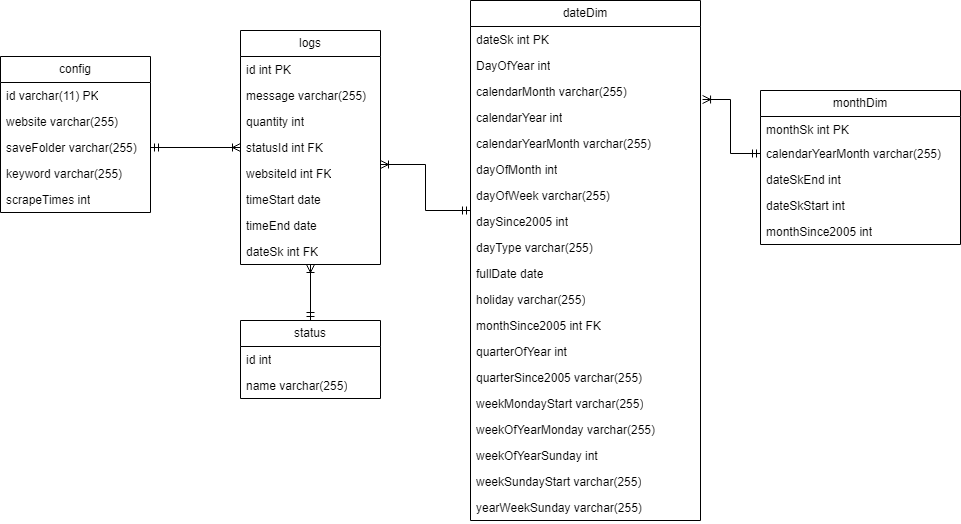 config
id varchar(11) PK
website varchar(255)
saveFolder varchar(255)
keyword varchar(255)
scrapeTimes int
logs
id int PK
message varchar(255)
quantity int
statusId int FK
websiteId int FK
timeStart date
timeEnd date
dateSk int FK
status
id int
name varchar(255)
dateDim
dateSk int PK
DayOfYear int
calendarMonth varchar(255)
calendarYear int
calendarYearMonth varchar(255)
dayOfMonth int
dayOfWeek varchar(255)
daySince2005 int
dayType varchar(255)
fullDate date
holiday varchar(255)
monthSince2005 int FK
quarterOfYear int
quarterSince2005 varchar(255)
weekMondayStart varchar(255)
weekOfYearMonday varchar(255)
weekOfYearSunday int
weekSundayStart varchar(255)
yearWeekSunday varchar(255)
monthDim
monthSk int PK
calendarYearMonth varchar(255)
dateSkEnd int
dateSkStart int
monthSince2005 int